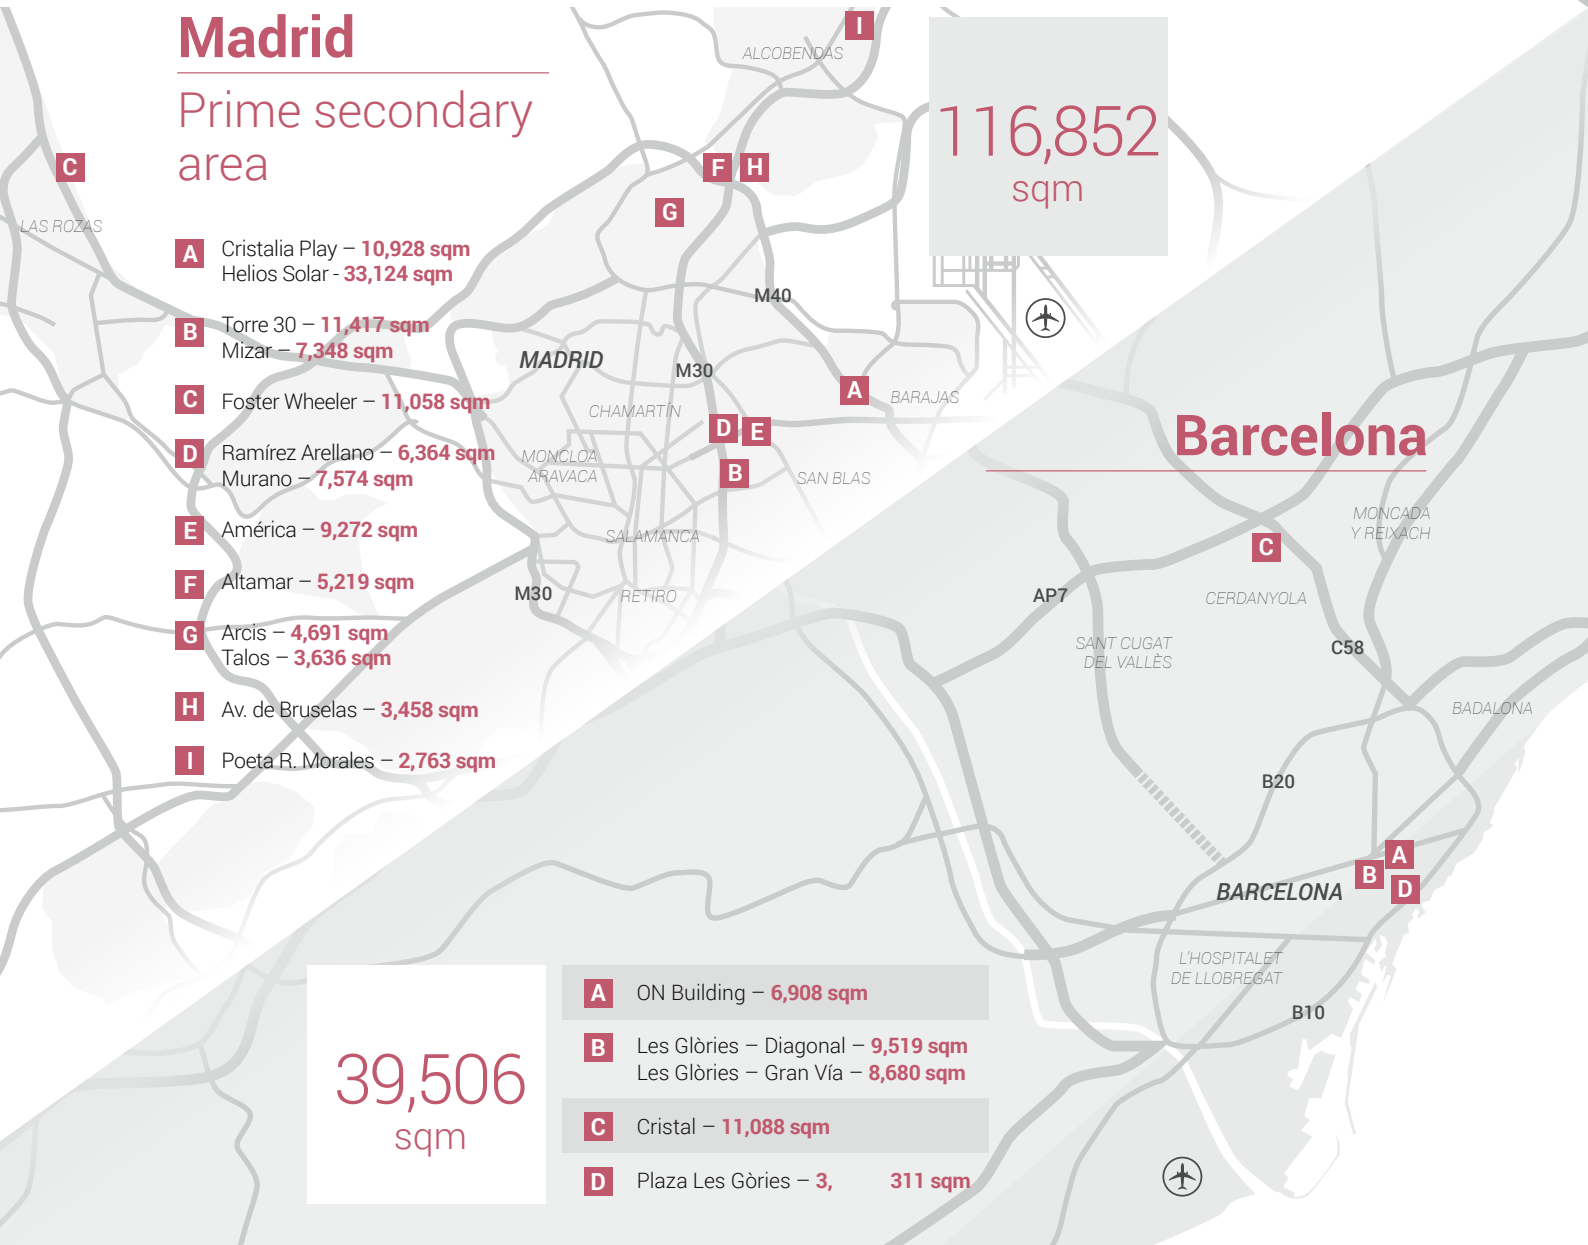 Madrid
Prime secondary
area
A
Cristalia Play – 10,928 sqm
Helios Solar - 33,124 sqm
B
Torre 30 – 11,417 sqm
Mizar – 7,348 sqm
C
Foster Wheeler – 11,058 sqm
D
Ramírez Arellano – 6,364 sqm
Murano – 7,574 sqm
E
América – 9,272 sqm
F
Altamar – 5,219 sqm
G
Arcis – 4,691 sqm
Talos – 3,636 sqm
H
Av. de Bruselas – 3,458 sqm
I
Poeta R. Morales – 2,763 sqm
116,852
sqm
I
ALCOBENDAS
C
LAS ROZAS
F
H
G
M40
MADRID
M30
A
BARAJAS
CHAMARTÍN
D
E
MONCLOA
ARAVACA
B
SAN BLAS
SALAMANCA
M30
RETIRO
Barcelona
MONCADA
Y REIXACH
C
AP7
CERDANYOLA
SANT CUGAT
DEL VALLÈS
C58
BADALONA
B20
A
B
D
BARCELONA
L'HOSPITALET
DE LLOBREGAT
B10
39,506
sqm
A
ON Building – 6,908 sqm
B
Les Glòries – Diagonal – 9,519 sqm
Les Glòries – Gran Vía – 8,680 sqm
C
Cristal – 11,088 sqm
D
Plaza Les Gòries – 3, 311 sqm